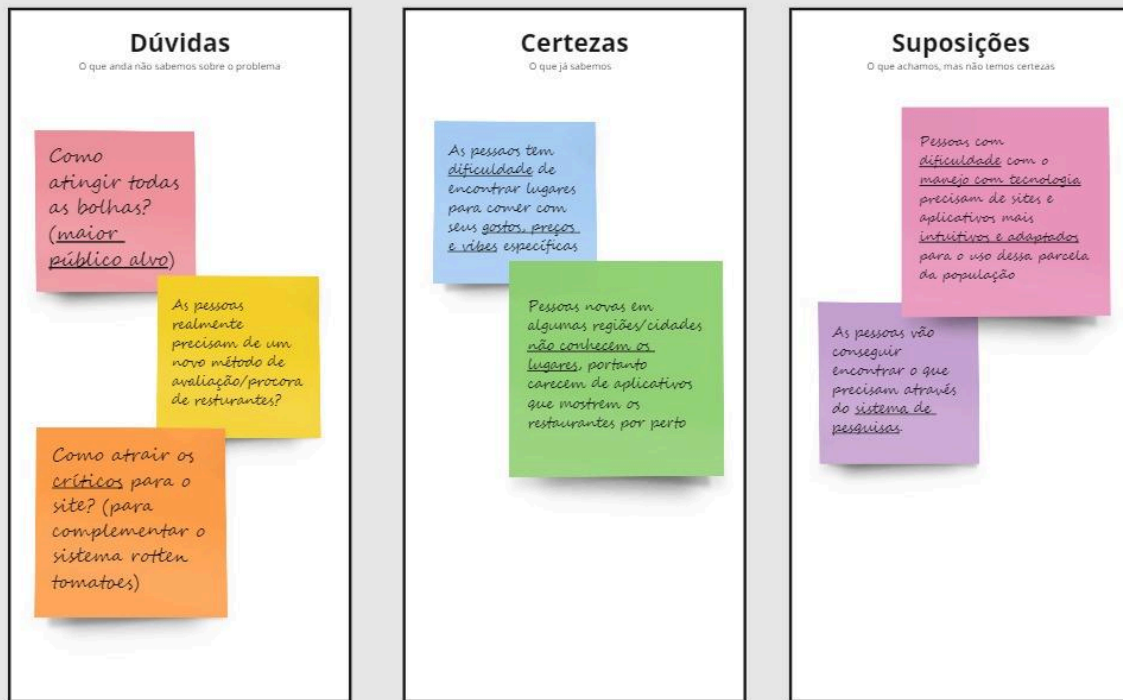 Dúvidas
O que anda não sabemos sobre o problema
Como
atingir todas
as bolhas?
(maior
público alvo)
As pessoas
realmente
precisam de um
novo método de
avaliação/procora
de resturantes?
Como atrair os
críticos para o
site? (para
complementar o
sistema rotten
tomatoes)
Certezas
O que já sabemos
As pessaos tem
dificuldade de
encontrar lugares
para comer com
seus gostos, preços
e vibes específicas
Pessoas novas em
algumas regiões/cidades
não conhecem os
lugares, portanto
carecem de aplicativos
que mostrem os
restaurantes por perto
Suposições
O que achamos, mas não temos certezas
Pessoas com
dificuldade com o
manejo com tecnologia
precisam de sites e
aplicativos mais
intuitivos e adaptados
para o uso dessa parcela
da população
As pessoas vão
conseguir
encontrar o que
precisam através
do sistema de
pesquisas.